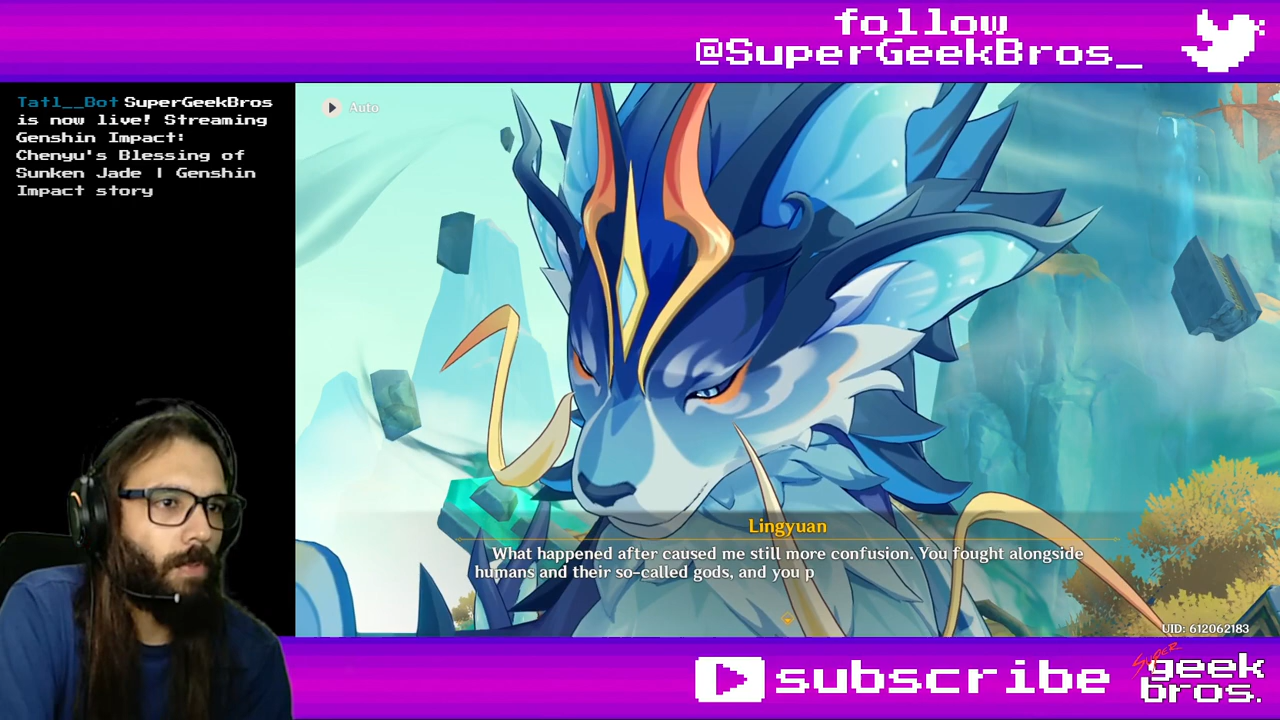 follow
@SuperGeekBros_
Tatl__Bot SuperGeekBros
is now live! Streaming
Genshin Impact:
Chenyu's Blessing of
Sunken Jade | Genshin
Impact story
Auto
Lingyuan
What happened after caused me still more confusion. You fought alongside
humans and their so-called gods, and you p
UID: 612062183
subscribe
super
geek
bros.